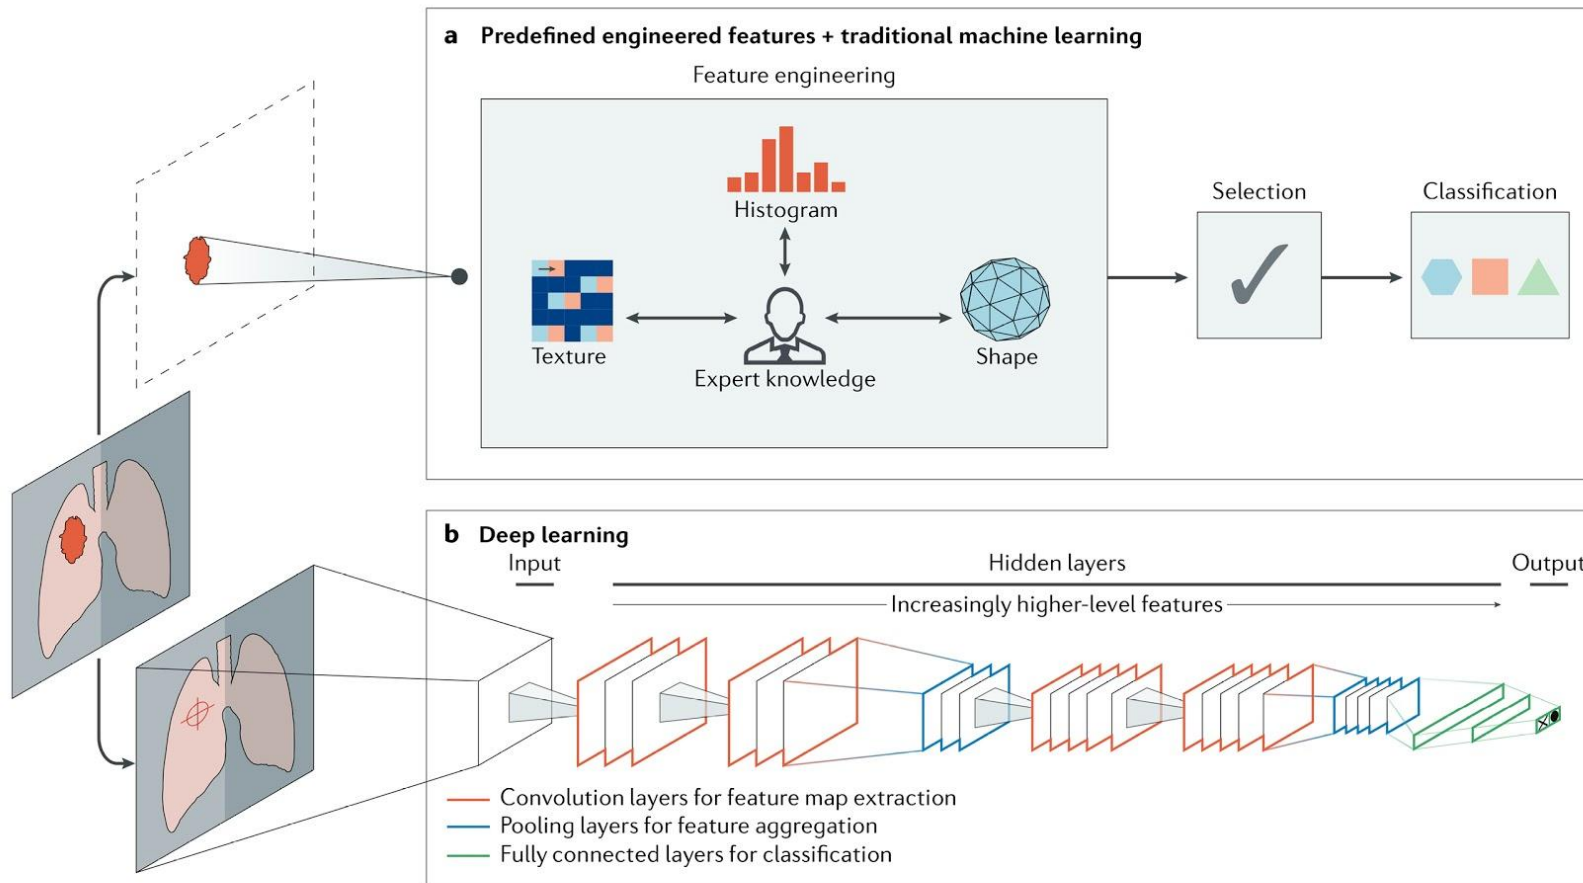 a Predefined engineered features + traditional machine learning
Feature engineering
Histogram
Texture
Expert knowledge
Shape
Selection
Classification
b Deep learning
Input
Hidden layers
Output
Increasingly higher-level features
Convolution layers for feature map extraction
Pooling layers for feature aggregation
Fully connected layers for classification